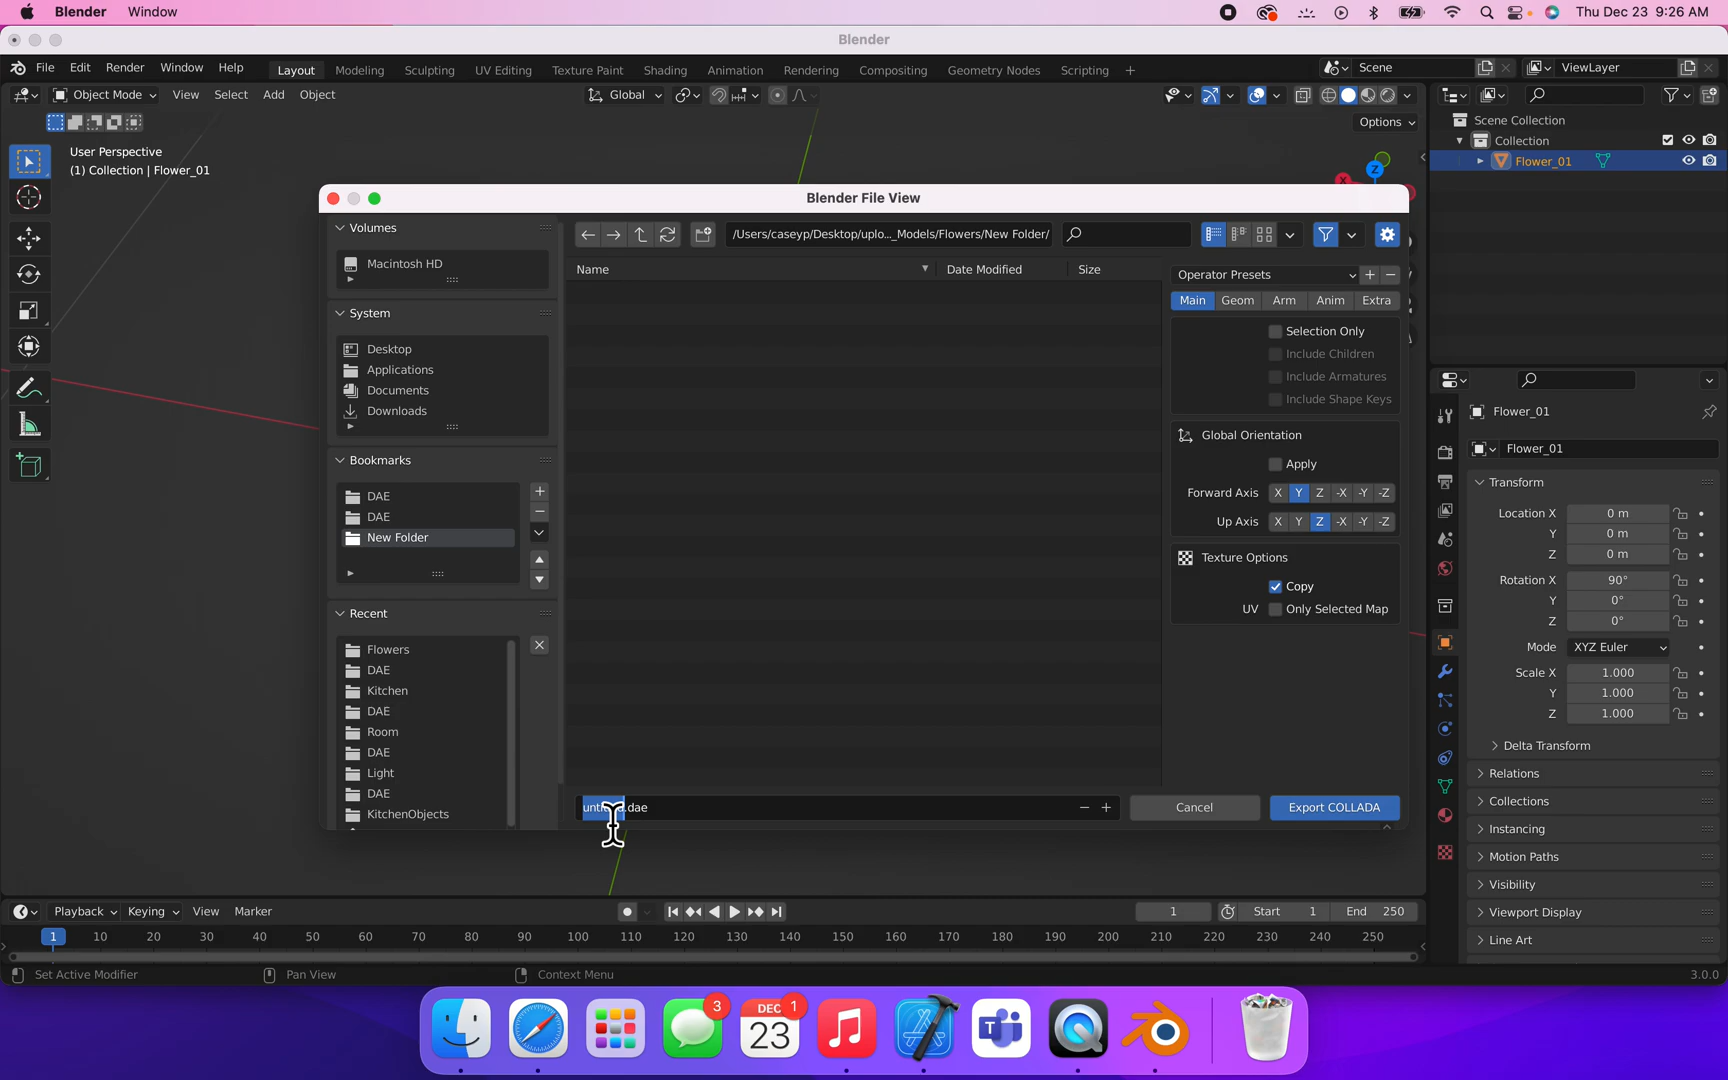 Blender Window Thu Dec 23 9:26 AM
Blender
File Edit Render Window Help Layout Modeling Sculpting UV Editing Texture Paint Shading Animation Rendering Compositing Geometry Nodes Scripting + Scene ViewLayer
Object Mode View Select Add Object Global
Options
User Perspective
(1) Collection | Flower_01
Scene Collection
Collection
Flower_01
Blender File View
Volumes
Macintosh HD
System
Desktop
Applications
Documents
Downloads
Bookmarks
DAE
DAE
New Folder
Recent
Flowers
DAE
Kitchen
DAE
Room
DAE
Light
DAE
KitchenObjects
/Users/caseyp/Desktop/uplo..._Models/Flowers/New Folder/
Name Date Modified Size
Operator Presets
Main Geom Arm Anim Extra
Selection Only
Include Children
Include Armatures
Include Shape Keys
Global Orientation
Apply
Forward Axis X Y Z -X -Y -Z
Up Axis X Y Z -X -Y -Z
Texture Options
Copy
UV Only Selected Map
.dae
Cancel Export COLLADA
Flower_01
Flower_01
Transform
Location X 0 m
Y 0 m
Z 0 m
Rotation X 90°
Y 0°
Z 0°
Mode XYZ Euler
Scale X 1.000
Y 1.000
Z 1.000
Delta Transform
Relations
Collections
Instancing
Motion Paths
Visibility
Viewport Display
Line Art
Playback Keying View Marker 1 Start 1 End 250
1 10 20 30 40 50 60 70 80 90 100 110 120 130 140 150 160 170 180 190 200 210 220 230 240 250
Set Active Modifier Pan View Context Menu 3.0.0
3
DEC 1
23
T